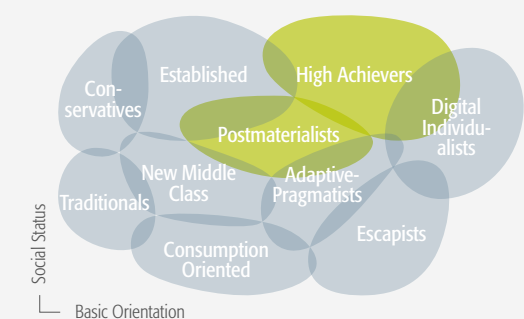 Established
High Achievers
Con-
servatives
Digital
Individu-
alists
Postmaterialists
New Middle
Class
Adaptive-
Pragmatists
Traditionals
Escapists
Consumption
Oriented
Social Status
Basic Orientation